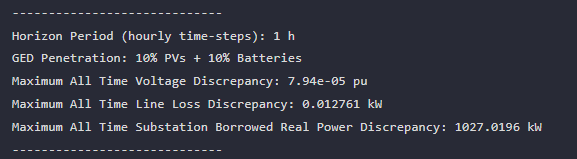 -----------------------------
Horizon Period (hourly time-steps): 1 h
GED Penetration: 10% PVs + 10% Batteries
Maximum All Time Voltage Discrepancy: 7.94e-05 pu
Maximum All Time Line Loss Discrepancy: 0.012761 kW
Maximum All Time Substation Borrowed Real Power Discrepancy: 1027.0196 kW
-----------------------------